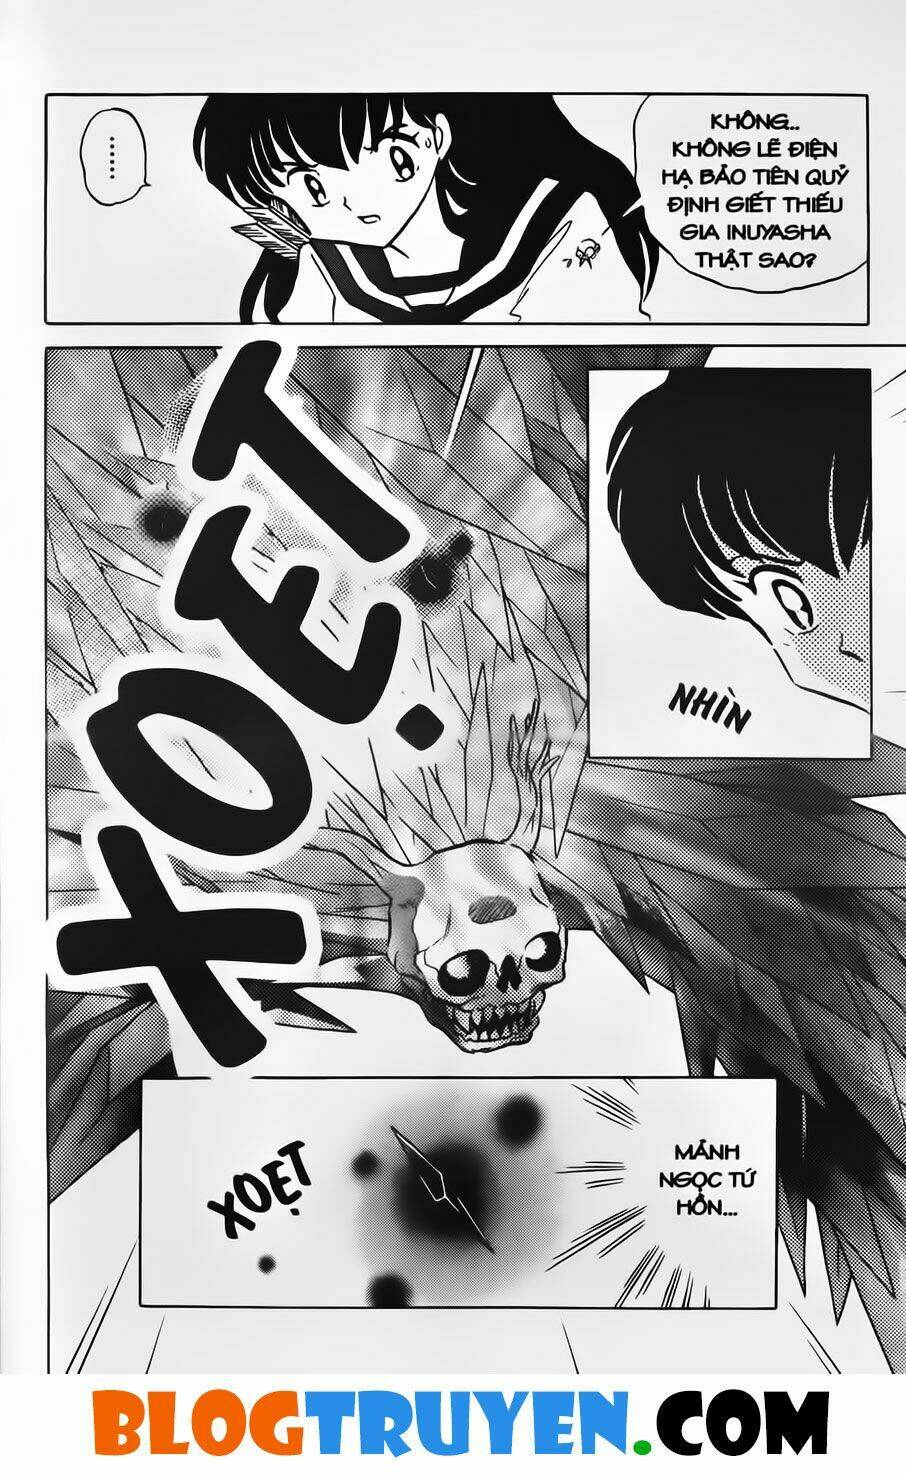 ......
KHÔNG..
KHÔNG LẼ ĐIỆN
HẠ BẢO TIÊN QUỶ
ĐỊNH GIẾT THIẾU
GIA INUYASHA
THẬT SAO?
XOẸT
NHÌN
XOẸT
MẢNH
NGỌC TỨ
HỒN...
BLOGTRUYEN.COM